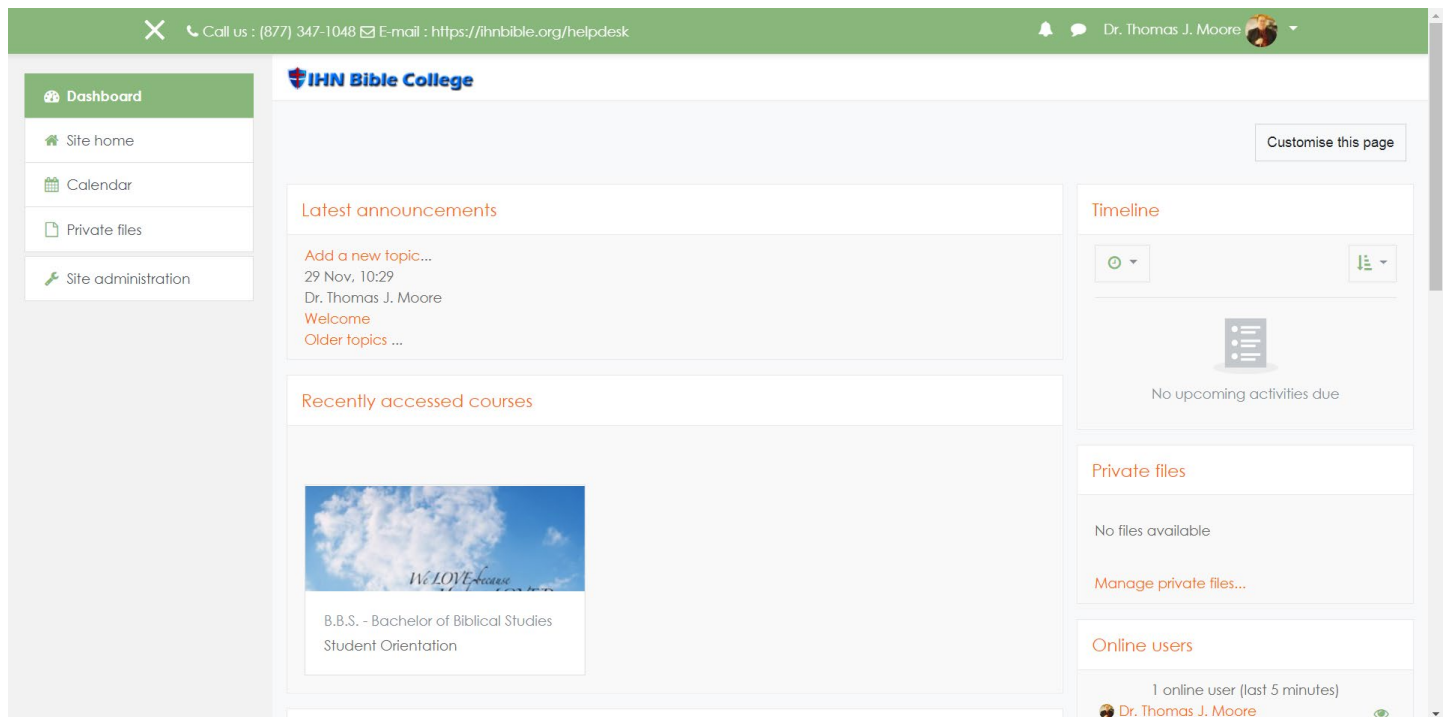 Call us : (877) 347-1048 E-mail : https://ihnbible.org/helpdesk
Dr. Thomas J. Moore
Dashboard
Site home
Calendar
Private files
Site administration
IHN Bible College
Customise this page
Latest announcements
Add a new topic...
29 Nov, 10:29
Dr. Thomas J. Moore
Welcome
Older topics ...
Recently accessed courses
We LOVE because
B.B.S. - Bachelor of Biblical Studies
Student Orientation
Timeline
No upcoming activities due
Private files
No files available
Manage private files...
Online users
1 online user (last 5 minutes)
Dr. Thomas J. Moore